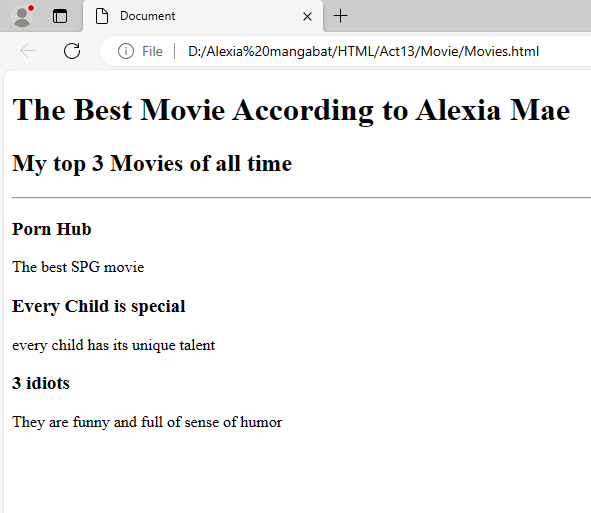 Document
File
D:/Alexia%20mangabat/HTML/Act13/Movie/Movies.html
The Best Movie According to Alexia Mae
My top 3 Movies of all time
Porn Hub
The best SPG movie
Every Child is special
every child has its unique talent
3 idiots
They are funny and full of sense of humor